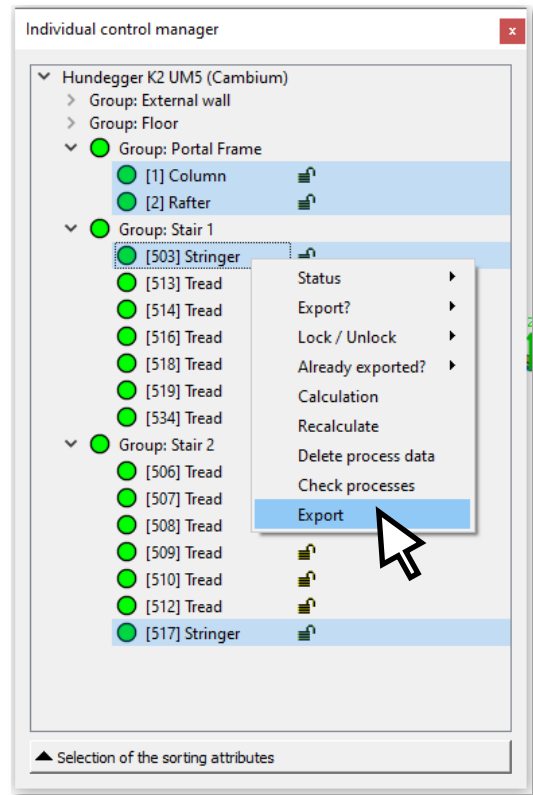 Individual control manager
x
Hundegger K2 UM5 (Cambium)
Group: External wall
Group: Floor
Group: Portal Frame
[1] Column
[2] Rafter
Group: Stair 1
[503] Stringer
[513] Tread
[514] Tread
[516] Tread
[518] Tread
[519] Tread
[534] Tread
Group: Stair 2
[506] Tread
[507] Tread
[508] Tread
[509] Tread
[510] Tread
[512] Tread
[517] Stringer
Status
Export?
Lock / Unlock
Already exported?
Calculation
Recalculate
Delete process data
Check processes
Export
Selection of the sorting attributes